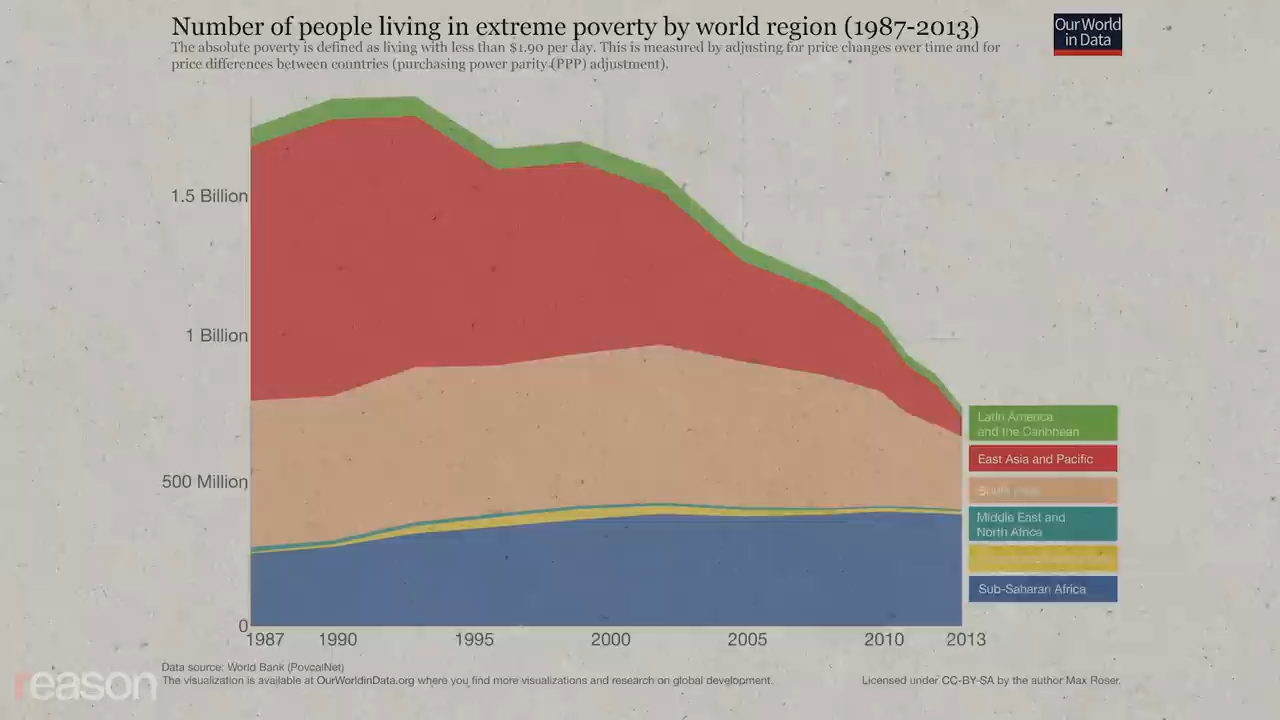 Number of people living in extreme poverty by world region (1987-2013)
The absolute poverty is defined as living with less than $1.90 per day. This is measured by adjusting for price changes over time and for
price differences between countries (purchasing power parity (PPP) adjustment).
Our World
in Data
1.5 Billion
1 Billion
500 Million
0
1987 1990 1995 2000 2005 2010 2013
Latin America
and the Caribbean
East Asia and Pacific
South Asia
Middle East and
North Africa
Sub-Saharan Africa
Data source: World Bank (PovcalNet)
The visualization is available at OurWorldinData.org where you find more visualizations and research on global development.
Licensed under CC-BY-SA by the author Max Roser.
reason